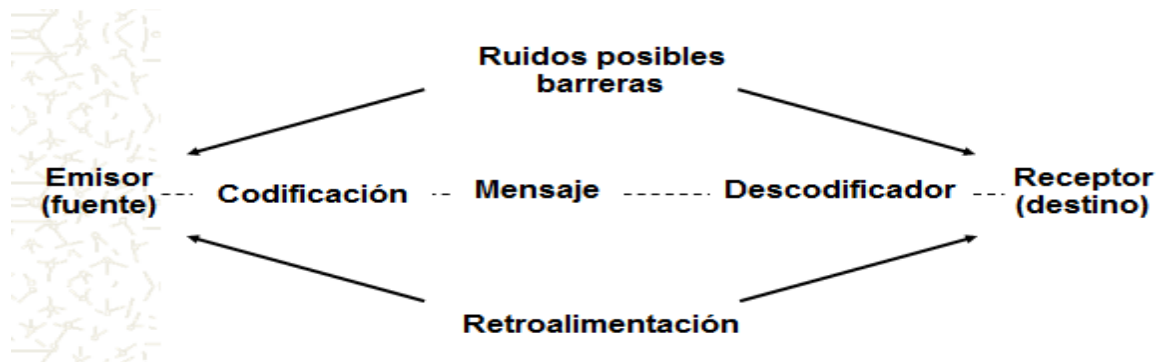 Ruidos posibles
barreras
Emisor
(fuente)
Codificación
Mensaje
Descodificador
Receptor
(destino)
Retroalimentación